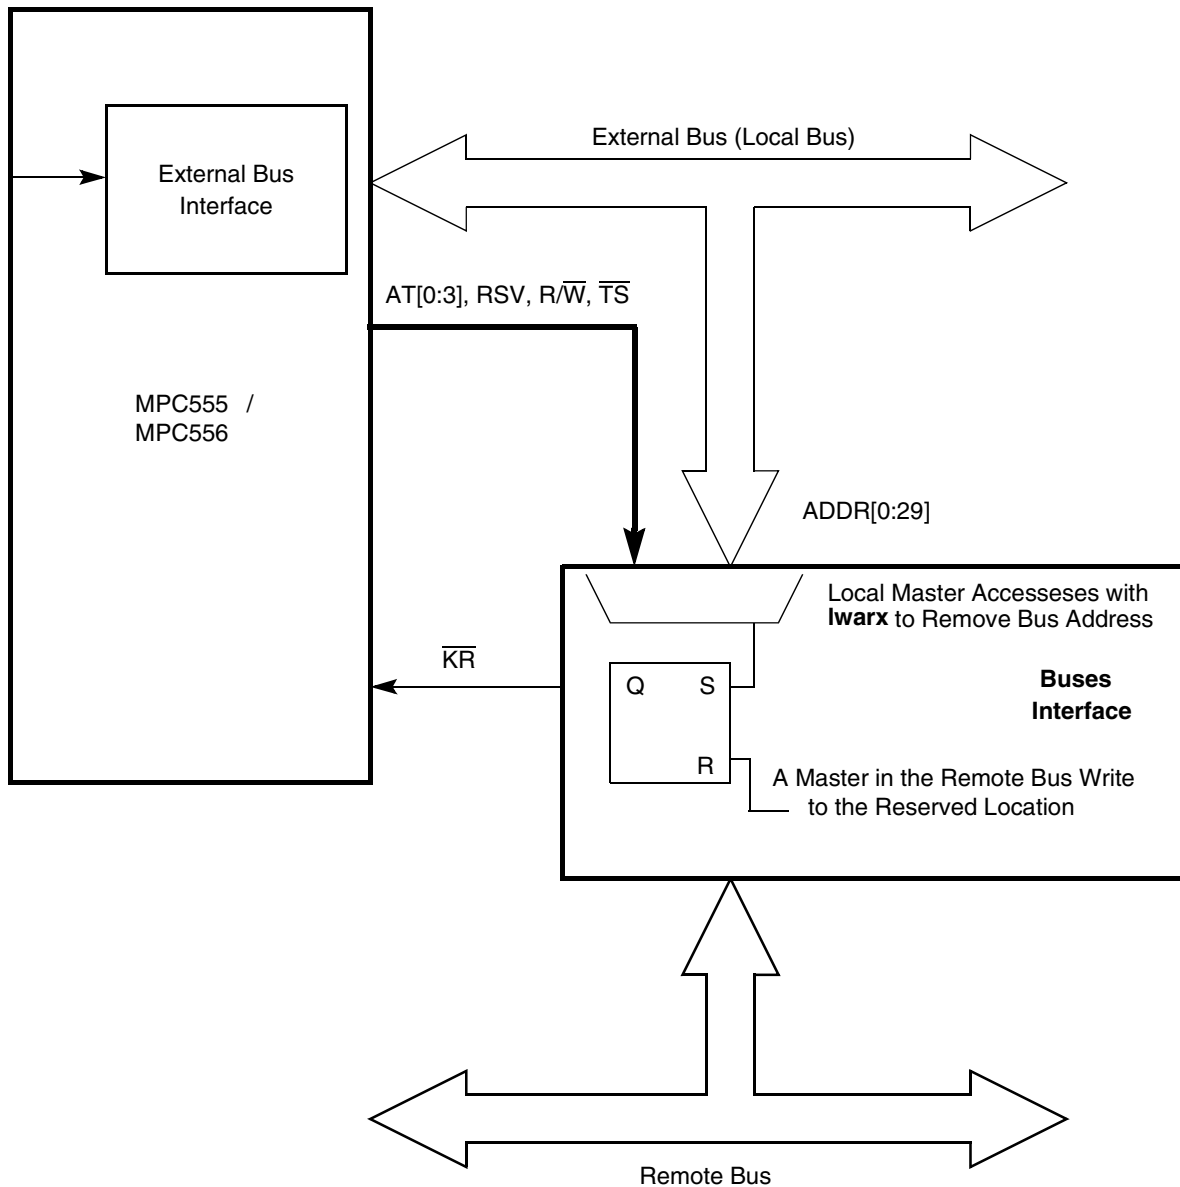 External Bus (Local Bus)
External Bus
Interface
AT[0:3], RSV, R/W̅, T̅S̅
MPC555 /
MPC556
ADDR[0:29]
Local Master Accesseses with
lwarx to Remove Bus Address
K̅R̅
Q S
Buses
Interface
R
A Master in the Remote Bus Write
to the Reserved Location
Remote Bus